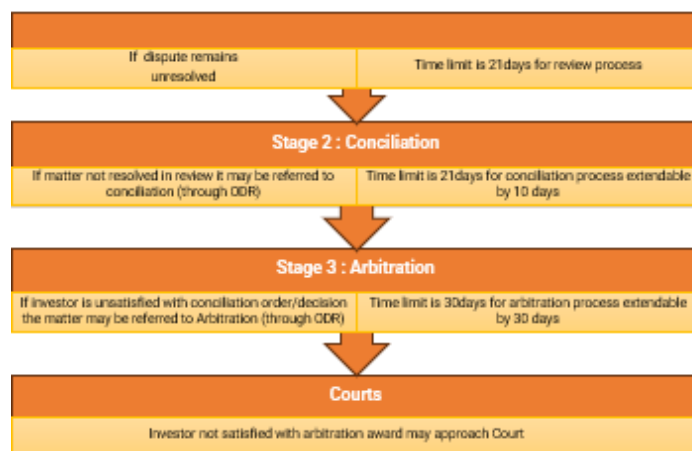 If dispute remains
unresolved
Time limit is 21days for review process
Stage 2 : Conciliation
If matter not resolved in review it may be referred to
conciliation (through ODR)
Time limit is 21days for conciliation process extendable
by 10 days
Stage 3 : Arbitration
If investor is unsatisfied with conciliation order/decision
the matter may be referred to Arbitration (through ODR)
Time limit is 30days for arbitration process extendable
by 30 days
Courts
Investor not satisfied with arbitration award may approach Court